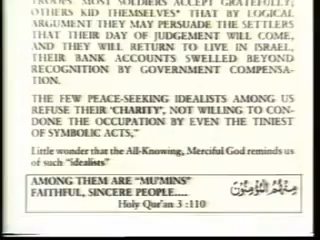 TROOPS MOST SOLDIERS ACCEPT GRATEFULLY;
OTHERS KID THEMSELVES" THAT BY LOGICAL
ARGUMENT THEY MAY PERSUADE THE SETTLERS
THAT THEIR DAY OF JUDGEMENT WILL COME,
AND THEY WILL RETURN TO LIVE IN ISRAEL,
THEIR BANK ACCOUNTS SWELLED BEYOND
RECOGNITION BY GOVERNMENT COMPENSA-
TION.
THE FEW PEACE-SEEKING IDEALISTS AMONG US
REFUSE THEIR 'CHARITY', NOT WILLING TO CON-
DONE THE OCCUPATION BY EVEN THE TINIEST
OF SYMBOLIC ACTS,"
Little wonder that the All-Knowing, Merciful God reminds us
of such "idealists"
AMONG THEM ARE "MU'MINS" مِنْهُمُ الْمُؤْمِنُونَ
FAITHFUL, SINCERE PEOPLE....
Holy Qur'an 3 :110